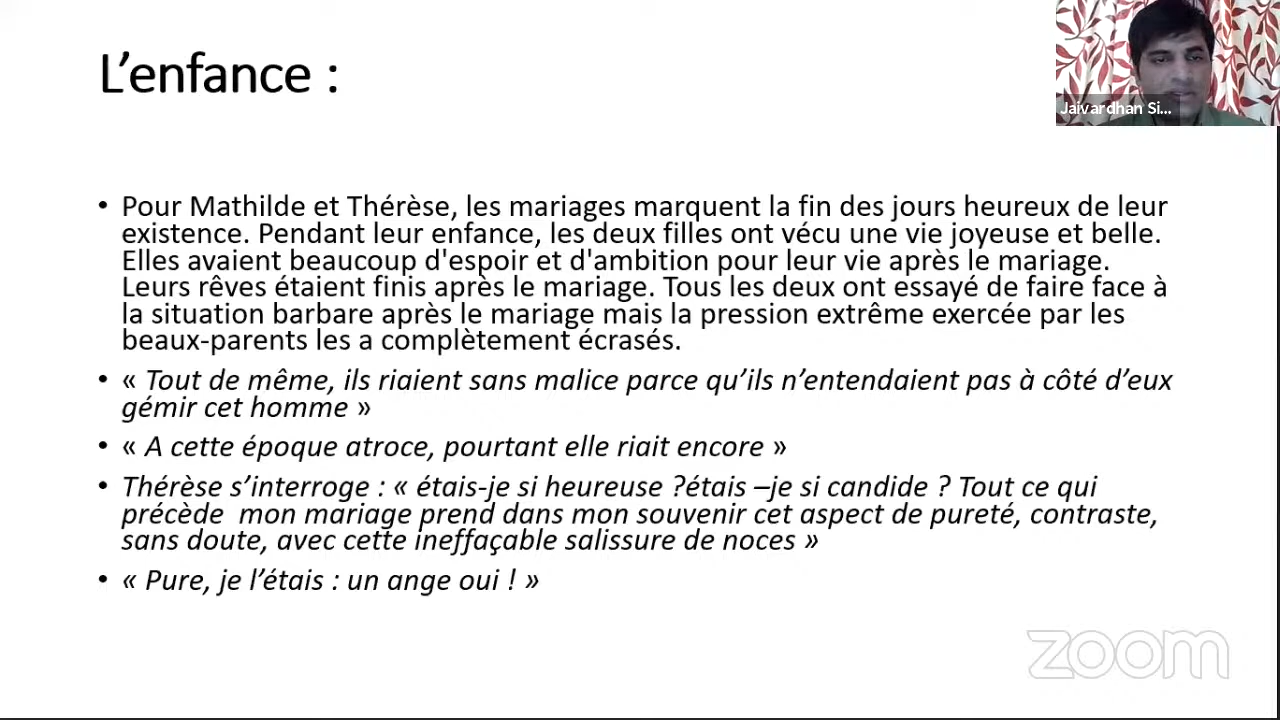 L'enfance :
Jaivardhan Si...
• Pour Mathilde et Thérèse, les mariages marquent la fin des jours heureux de leur
existence. Pendant leur enfance, les deux filles ont vécu une vie joyeuse et belle.
Elles avaient beaucoup d'espoir et d'ambition pour leur vie après le mariage.
Leurs rêves étaient finis après le mariage. Tous les deux ont essayé de faire face à
la situation barbare après le mariage mais la pression extrême exercée par les
beaux-parents les a complètement écrasés.
• « Tout de même, ils riaient sans malice parce qu’ils n’entendaient pas à côté d’eux
gémir cet homme »
• « A cette époque atroce, pourtant elle riait encore »
• Thérèse s’interroge : « étais-je si heureuse ?étais –je si candide ? Tout ce qui
précède  mon mariage prend dans mon souvenir cet aspect de pureté, contraste,
sans doute, avec cette ineffaçable salissure de noces »
• « Pure, je l’étais : un ange oui ! »
zoom